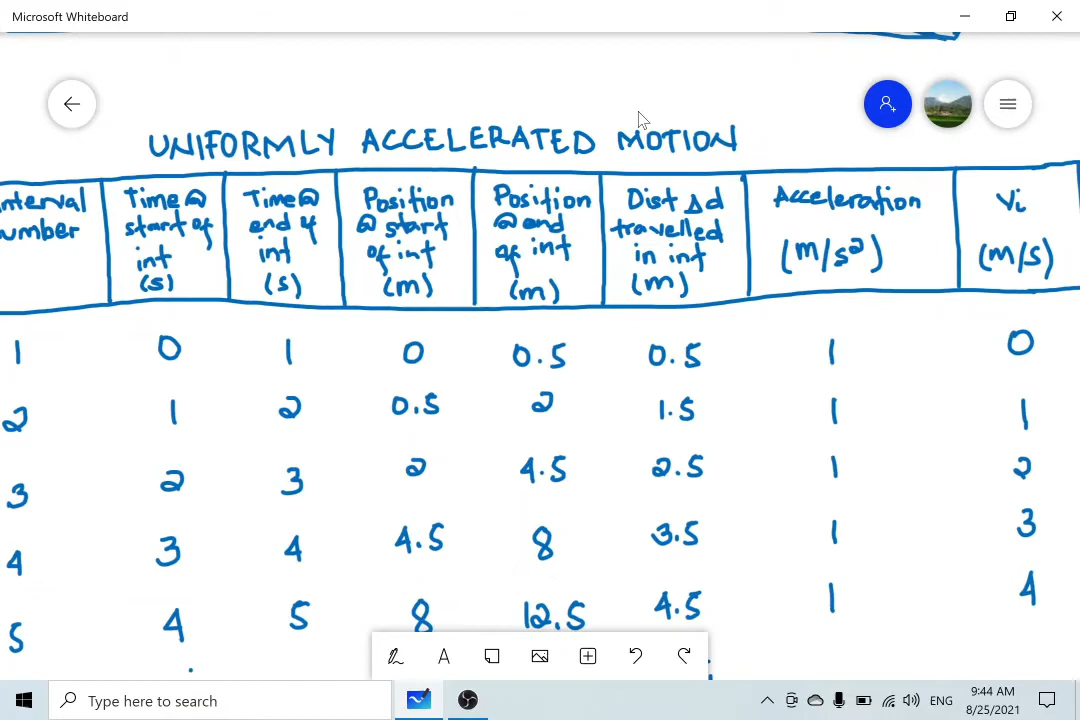 Microsoft Whiteboard
UNIFORMLY ACCELERATED MOTION
Interval number
Time @ start of int (s)
Time @ end of int (s)
Position @ start of int (m)
Position @ end of int (m)
Dist Δd travelled in int (m)
Acceleration (m/s²)
Vi (m/s)
1 0 1 0 0.5 0.5 1 0
2 1 2 0.5 2 1.5 1 1
3 2 3 2 4.5 2.5 1 2
4 3 4 4.5 8 3.5 1 3
5 4 5 8 12.5 4.5 1 4
Type here to search
ENG
9:44 AM
8/25/2021